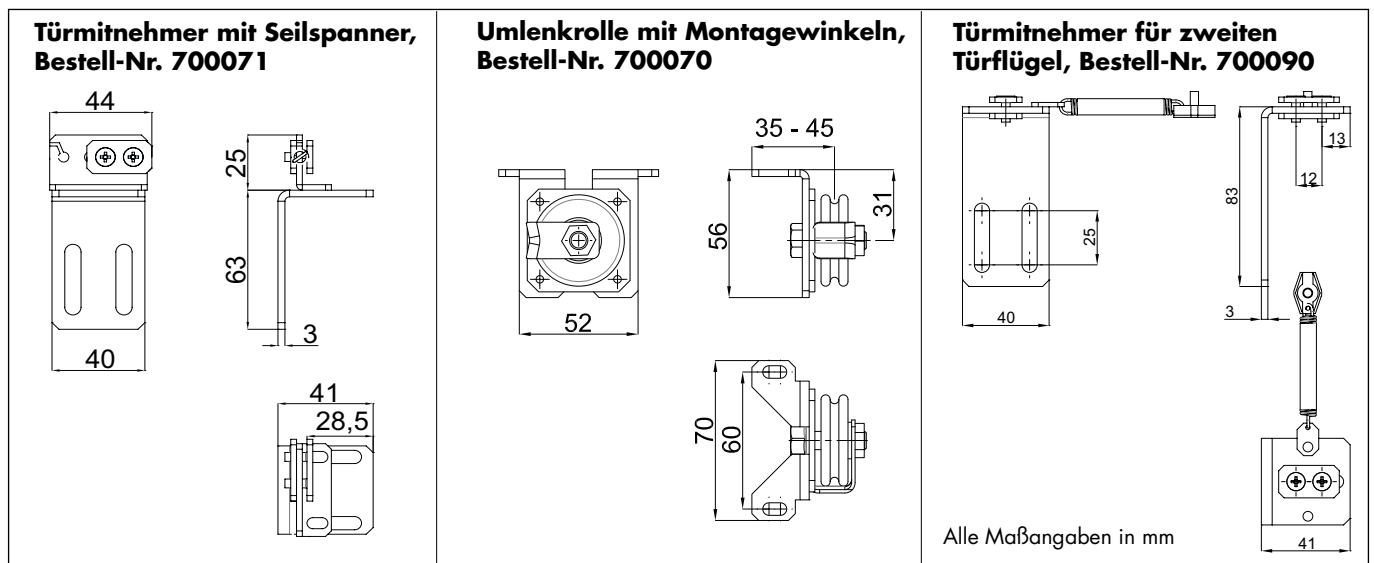 Türmitnehmer mit Seilspanner,
Bestell-Nr. 700071
44
25
63
3
40
41
28,5
Umlenkrolle mit Montagewinkeln,
Bestell-Nr. 700070
35 - 45
31
56
52
70
60
Türmitnehmer für zweiten
Türflügel, Bestell-Nr. 700090
13
12
83
25
40
3
41
Alle Maßangaben in mm